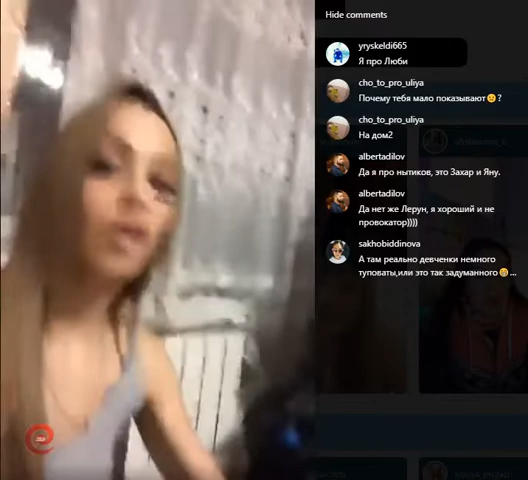 Hide comments
yryskeldi665
Я про Люби
cho_to_pro_uliya
Почему тебя мало показывают😕?
cho_to_pro_uliya
На дом2
albertadilov
Да я про нытиков, это Захар и Яну.
albertadilov
Да нет же Лерун, я хороший и не
провокатор))))
sakhobiddinova
А там реально девченки немного
туповаты,или это так задуманного😕...